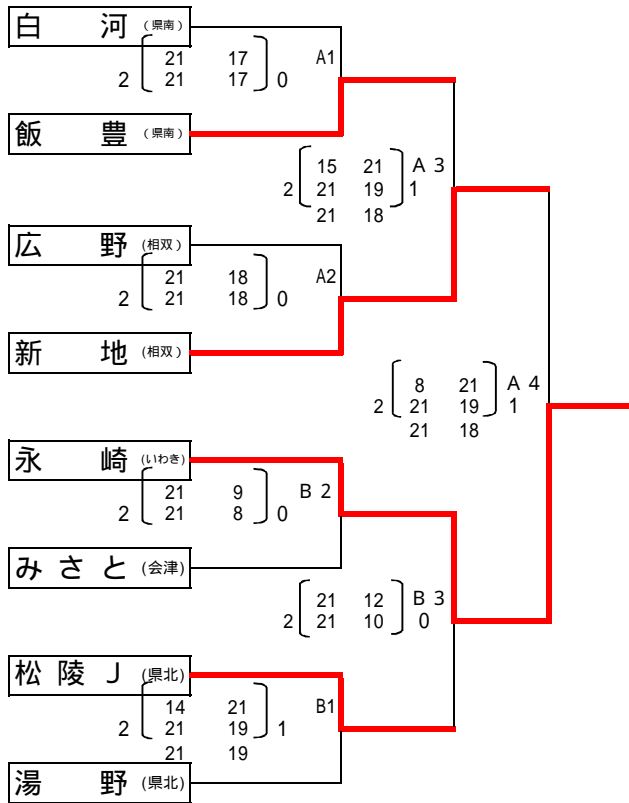 白 河 (県南)
21 17 A1
2 21 17 0
飯 豊 (県南)
15 21 A 3
2 21 19 1
21 18
広 野 (相双)
21 18 A2
2 21 18 0
新 地 (相双)
8 21 A 4
2 21 19 1
21 18
永 崎 (いわき)
21 9 B 2
2 21 8 0
みさと (会津)
21 12 B 3
2 21 10 0
松 陵 J (県北)
14 21 B1
2 21 19 1
21 19
湯 野 (県北)